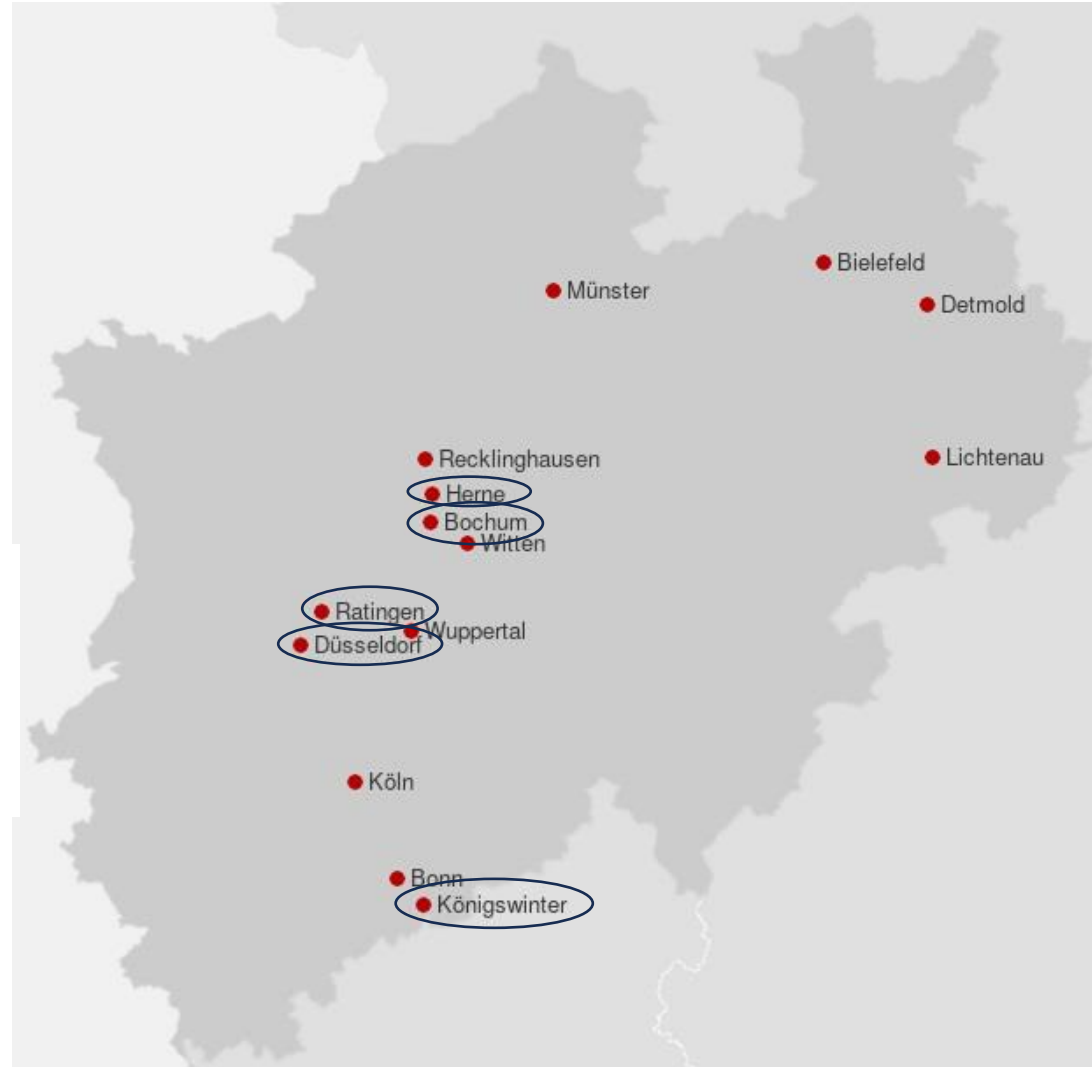 Bielefeld
Münster
Detmold
Recklinghausen
Lichtenau
Herne
Bochum
Witten
Ratingen
Wuppertal
Düsseldorf
Köln
Bonn
Königswinter